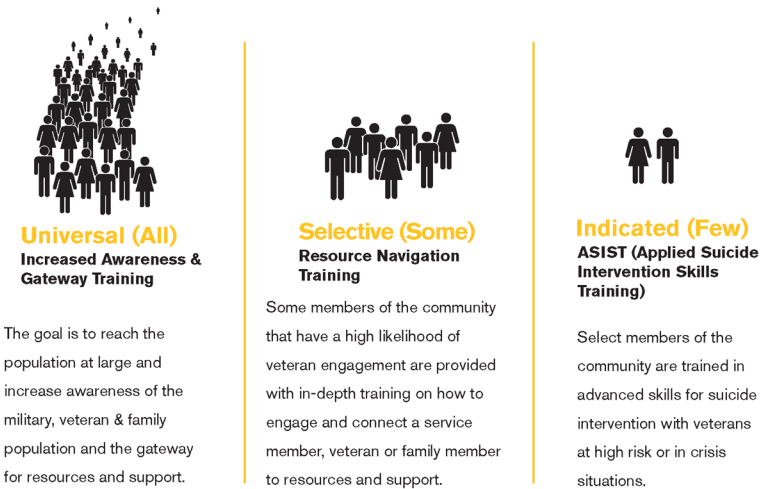 Universal (All)
Increased Awareness &
Gateway Training
The goal is to reach the
population at large and
increase awareness of the
military, veteran & family
population and the gateway
for resources and support.
Selective (Some)
Resource Navigation
Training
Some members of the community
that have a high likelihood of
veteran engagement are provided
with in-depth training on how to
engage and connect a service
member, veteran or family member
to resources and support.
Indicated (Few)
ASIST (Applied Suicide
Intervention Skills
Training)
Select members of the
community are trained in
advanced skills for suicide
intervention with veterans
at high risk or in crisis
situations.